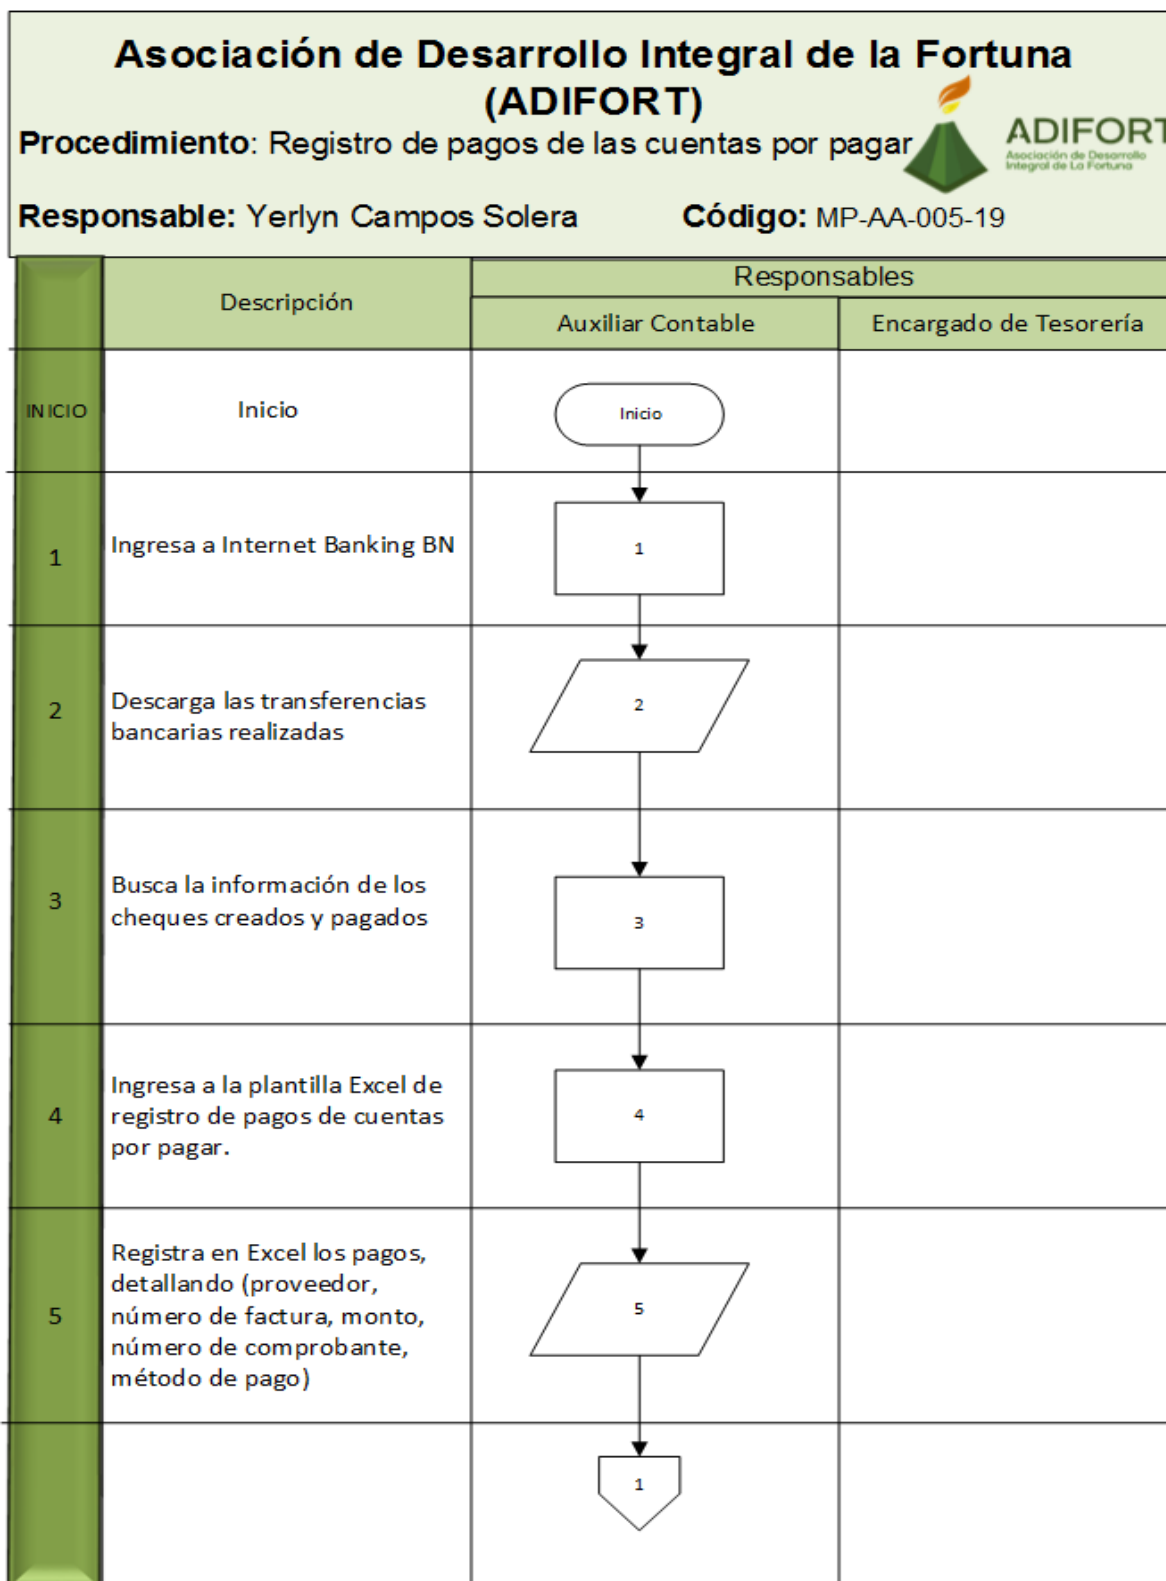 Asociación de Desarrollo Integral de la Fortuna
(ADIFORT)
Procedimiento: Registro de pagos de las cuentas por pagar
ADIFORT
Asociación de Desarrollo
Integral de La Fortuna
Responsable: Yerlyn Campos Solera Código: MP-AA-005-19
Descripción
Responsables
Auxiliar Contable
Encargado de Tesorería
INICIO
Inicio
Inicio
1
Ingresa a Internet Banking BN
1
2
Descarga las transferencias
bancarias realizadas
2
3
Busca la información de los
cheques creados y pagados
3
4
Ingresa a la plantilla Excel de
registro de pagos de cuentas
por pagar.
4
5
Registra en Excel los pagos,
detallando (proveedor,
número de factura, monto,
número de comprobante,
método de pago)
5
1